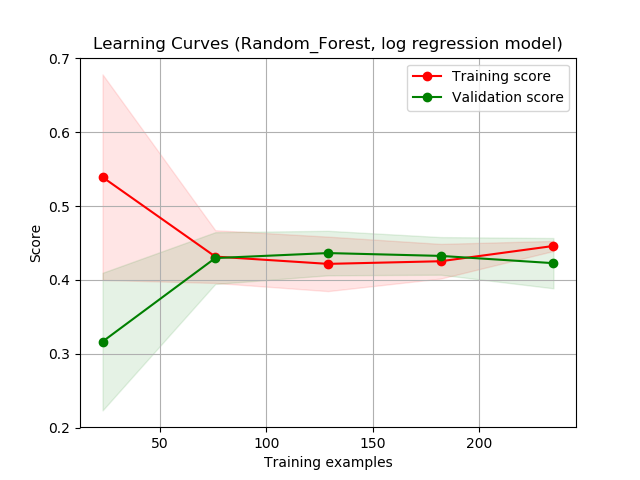 Learning Curves (Random_Forest, log regression model)
Training score
Validation score
Score
0.7
0.6
0.5
0.4
0.3
0.2
50
100
150
200
Training examples